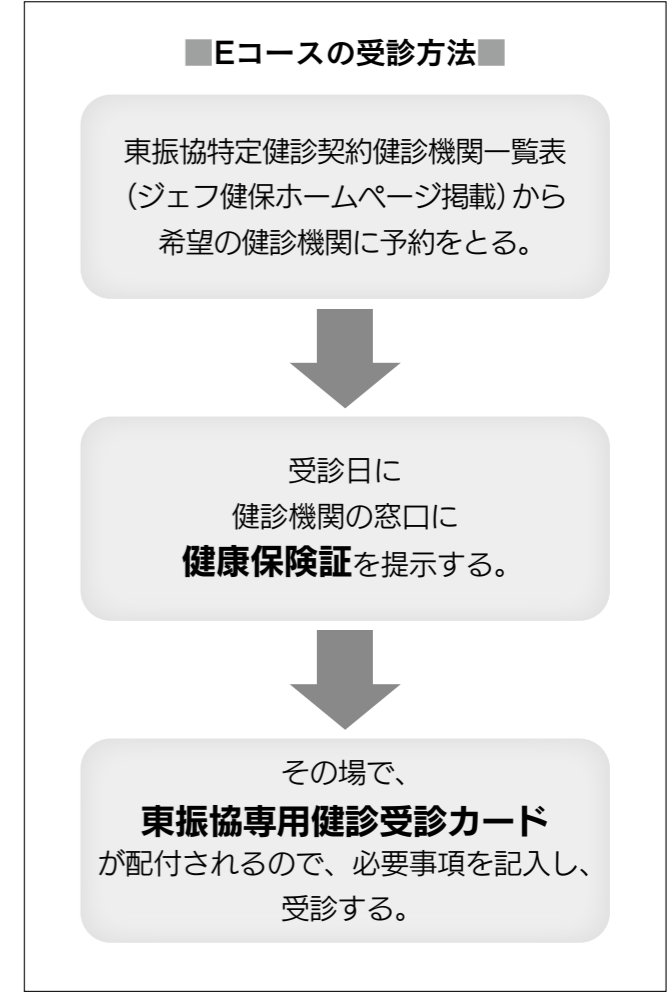 ■Eコースの受診方法■
東振協特定健診契約健診機関一覧表
（ジェフ健保ホームページ掲載）から
希望の健診機関に予約をとる。
受診日に
健診機関の窓口に
健康保険証を提示する。
その場で、
東振協専用健診受診カード
が配付されるので、必要事項を記入し、
受診する。